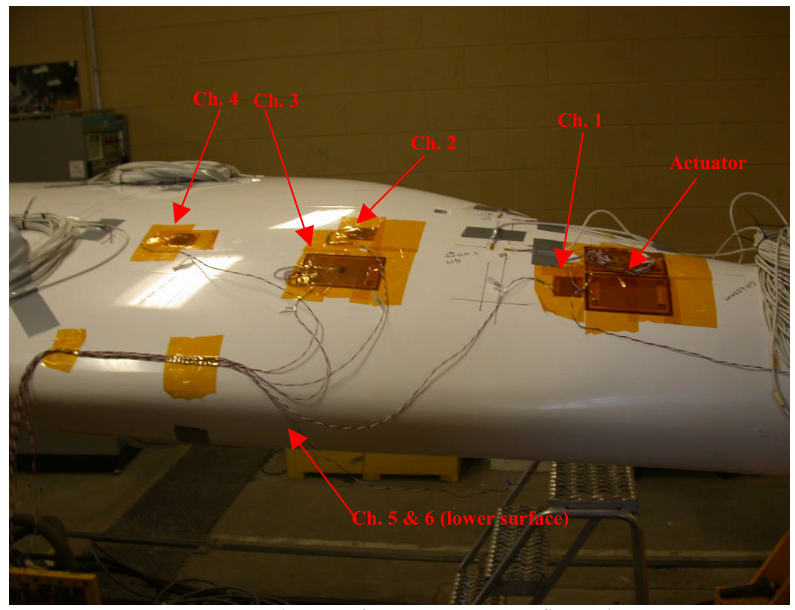 Ch. 4
Ch. 3
Ch. 2
Ch. 1
Actuator
Ch. 5 & 6 (lower surface)